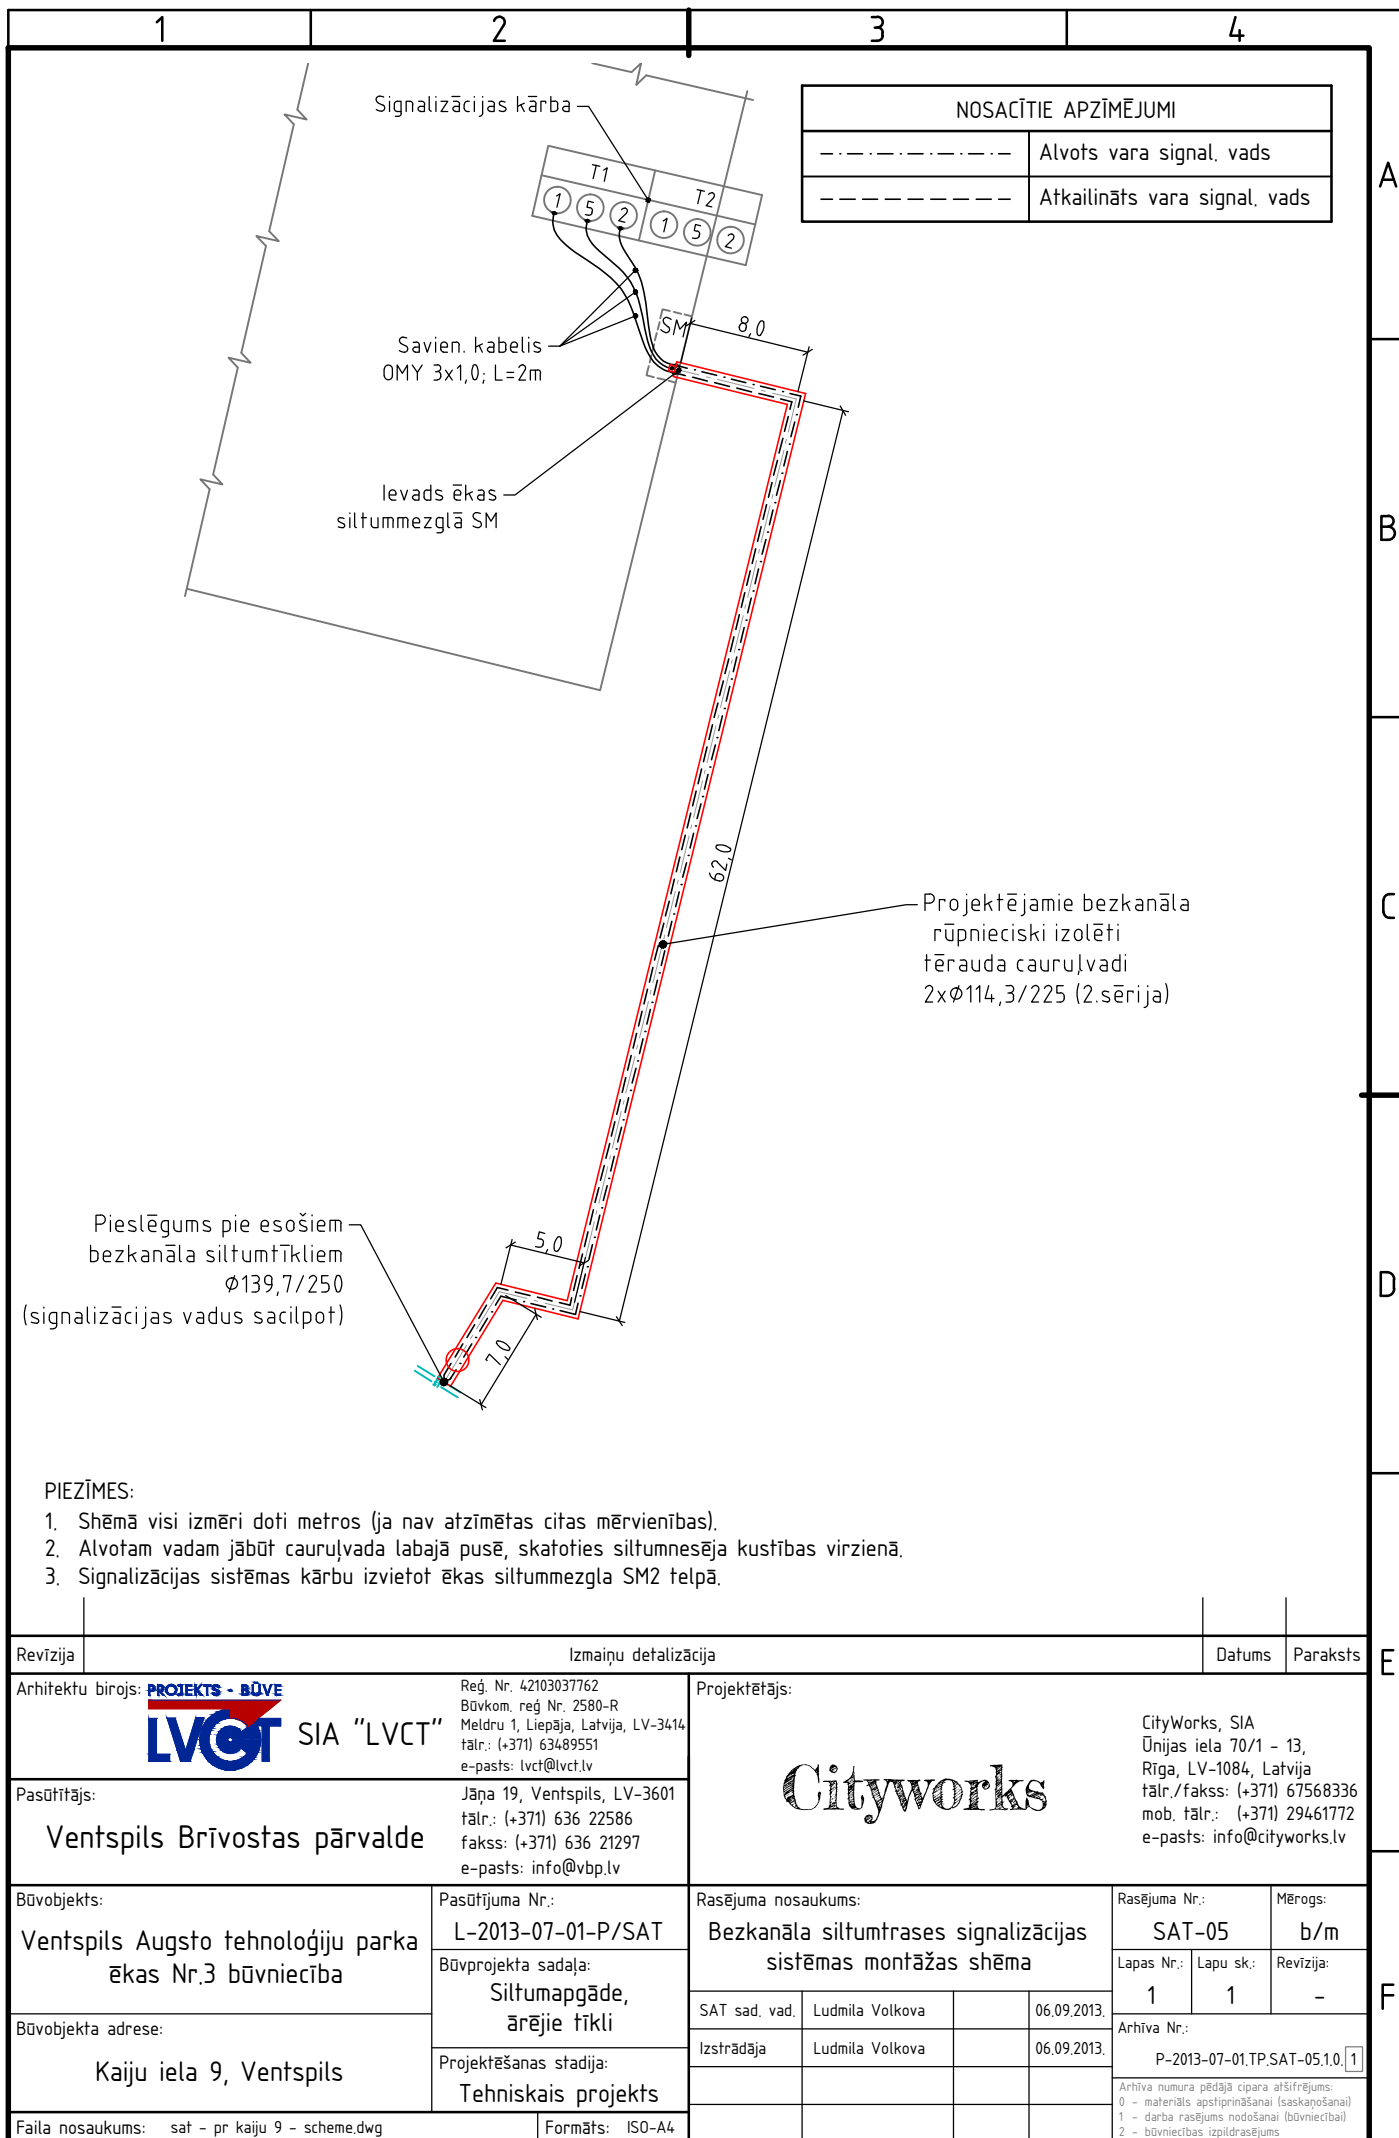 1 2 3 4
A
B
C
D
E
F
Signalizācijas kārba
T1
T2
1 5 2 1 5 2
NOSACĪTIE APZĪMĒJUMI
Alvots vara signal. vads
Atkailināts vara signal. vads
SM
8,0
Savien. kabelis
OMY 3x1,0; L=2m
Ievads ēkas
siltummezglā SM
62,0
Projektējamie bezkanāla
rūpnieciski izolēti
tērauda cauruļvadi
2xφ114,3/225 (2.sērija)
Pieslēgums pie esošiem
bezkanāla siltumtīkliem
φ139,7/250
(signalizācijas vadus sacilpot)
5,0
7,0
PIEZĪMES:
1. Shēmā visi izmēri doti metros (ja nav atzīmētas citas mērvienības).
2. Alvotam vadam jābūt cauruļvada labajā pusē, skatoties siltumnesēja kustības virzienā.
3. Signalizācijas sistēmas kārbu izvietot ēkas siltummezgla SM2 telpā.
Revīzija
Izmaiņu detalizācija
Datums
Paraksts
Arhitektu birojs:
PROJEKTS - BŪVE
LVCT
SIA "LVCT"
Reģ. Nr. 42103037762
Būvkom. reģ Nr. 2580-R
Meldru 1, Liepāja, Latvija, LV-3414
tālr.: (+371) 63489551
e-pasts: lvct@lvct.lv
Projektētājs:
Cityworks
CityWorks, SIA
Ūnijas iela 70/1 - 13,
Rīga, LV-1084, Latvija
tālr./fakss: (+371) 67568336
mob. tālr.: (+371) 29461772
e-pasts: info@cityworks.lv
Pasūtītājs:
Ventspils Brīvostas pārvalde
Jāņa 19, Ventspils, LV-3601
tālr.: (+371) 636 22586
fakss: (+371) 636 21297
e-pasts: info@vbp.lv
Būvobjekts:
Ventspils Augsto tehnoloģiju parka
ēkas Nr.3 būvniecība
Pasūtījuma Nr.:
L-2013-07-01-P/SAT
Būvprojekta sadaļa:
Siltumapgāde,
ārējie tīkli
Būvobjekta adrese:
Kaiju iela 9, Ventspils
Projektēšanas stadija:
Tehniskais projekts
Faila nosaukums: sat - pr kaiju 9 - scheme.dwg
Formāts: ISO-A4
Rasējuma nosaukums:
Bezkanāla siltumtrases signalizācijas
sistēmas montāžas shēma
Rasējuma Nr.:
SAT-05
Mērogs:
b/m
Lapas Nr.:
1
Lapu sk.:
1
Revīzija:
-
SAT sad. vad. Ludmila Volkova 06.09.2013.
Izstrādāja Ludmila Volkova 06.09.2013.
Arhīva Nr.:
P-2013-07-01.TP.SAT-05.1.0. 1
Arhīva numura pēdējā cipara atšifrējums:
0 - materiāls apstiprināšanai (saskaņošanai)
1 - darba rasējums nodošanai (būvniecībai)
2 - būvniecības izpildrasējums